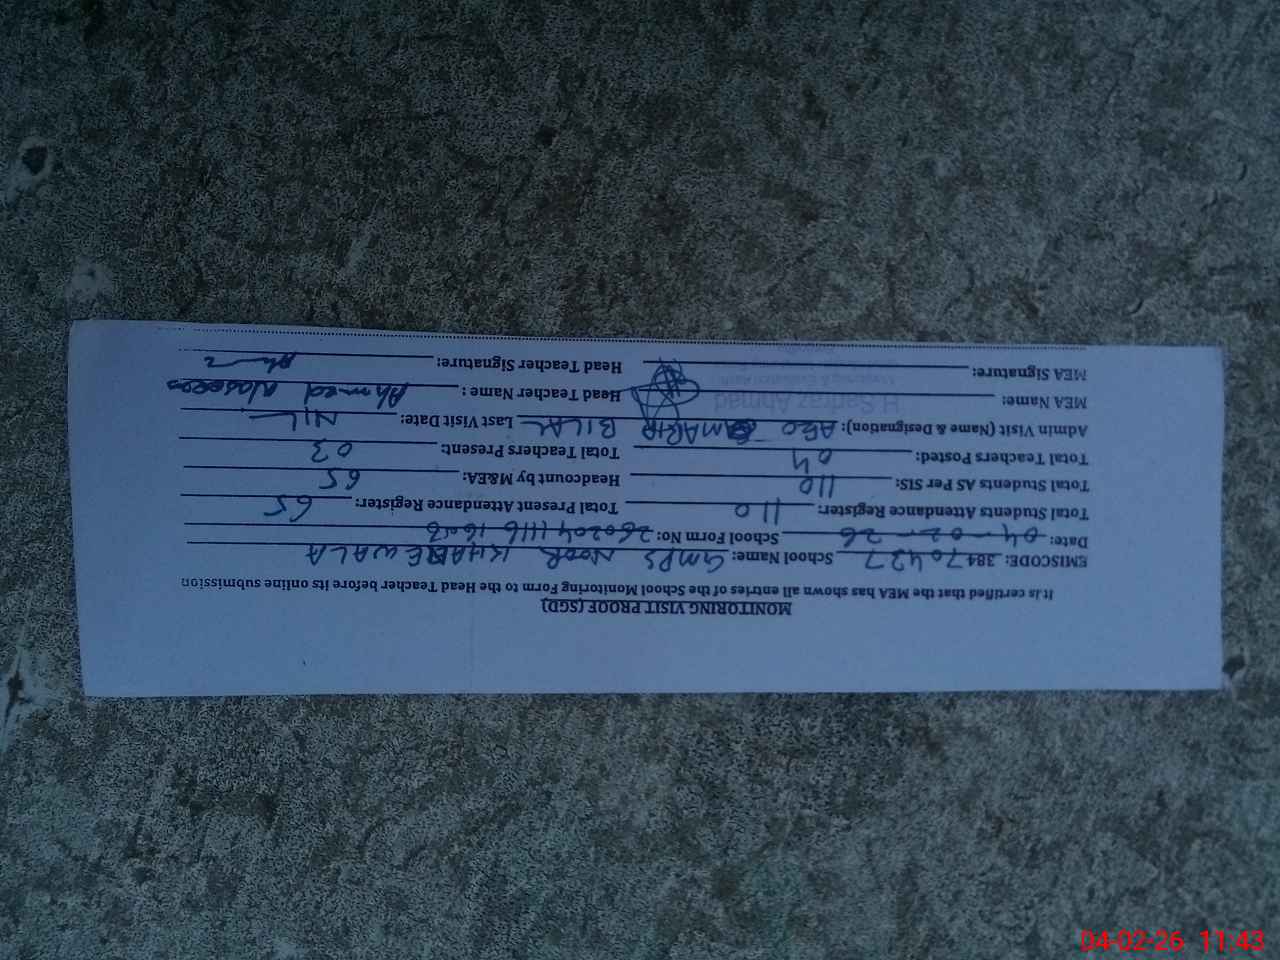 MONITORING VISIT PROOF (SGD)
It is certified that the MEA has shown all entries of the School Monitoring Form to the Head Teacher before its online submission
EMISCODE: 38470427 School Name: GMPS NOOR KHANEWALA
Date: 04-02-26 School Form No:
Total Students Attendance Register: 110 Total Present Attendant Register: 65
Total Students AS Per SIS: 110 Headcount by M&EA: 65
Total Teachers Posted: 04 Total Teachers Present: 03
Admin Visit (Name & Designation): AEO BILAL Last Visit Date: NIL
MEA Name: H.Sarfraz Ahmad Head Teacher Name: Ahmed
MEA Signature: Head Teacher Signature:
04-02-26 11:43